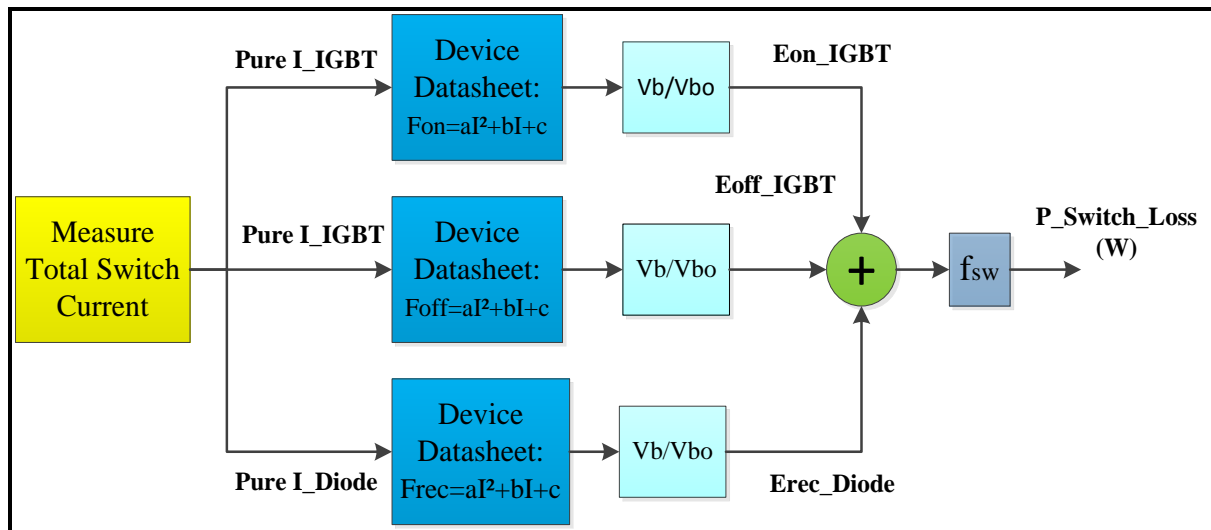 Pure I_IGBT
Device
Datasheet:
Fon=aI²+bI+c
Vb/Vbo
Eon_IGBT
Measure
Total Switch
Current
Pure I_IGBT
Device
Datasheet:
Foff=aI²+bI+c
Vb/Vbo
Eoff_IGBT
+
fsw
P_Switch_Loss
(W)
Pure I_Diode
Device
Datasheet:
Frec=aI²+bI+c
Vb/Vbo
Erec_Diode